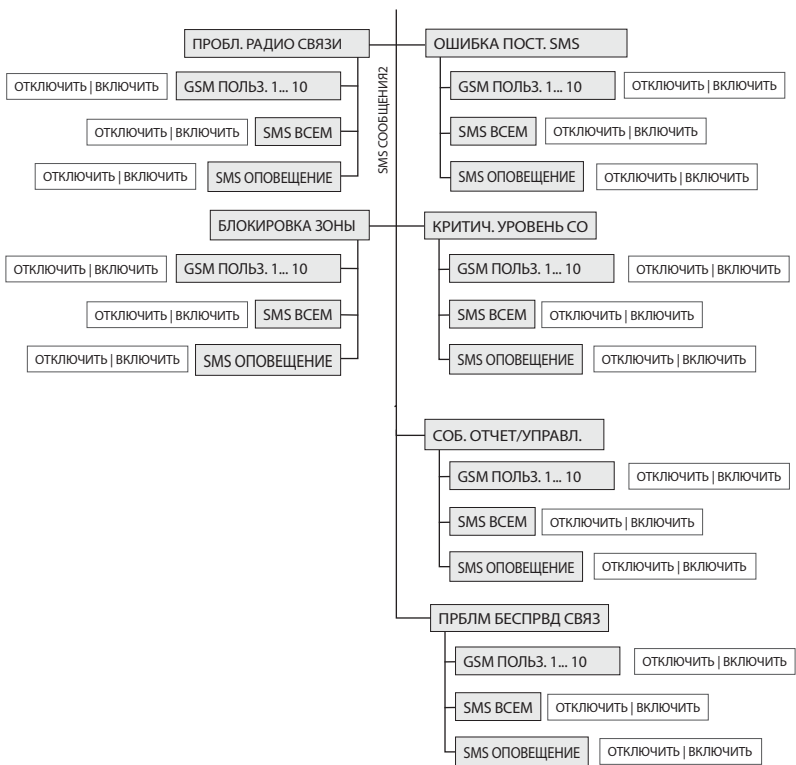 SMS СООБЩЕНИЯ2
ПРОБЛ. РАДИО СВЯЗИ
ОТКЛЮЧИТЬ | ВКЛЮЧИТЬ GSM ПОЛЬЗ. 1... 10
ОТКЛЮЧИТЬ | ВКЛЮЧИТЬ SMS ВСЕМ
ОТКЛЮЧИТЬ | ВКЛЮЧИТЬ SMS ОПОВЕЩЕНИЕ
ОШИБКА ПОСТ. SMS
GSM ПОЛЬЗ. 1... 10 ОТКЛЮЧИТЬ | ВКЛЮЧИТЬ
SMS ВСЕМ ОТКЛЮЧИТЬ | ВКЛЮЧИТЬ
SMS ОПОВЕЩЕНИЕ ОТКЛЮЧИТЬ | ВКЛЮЧИТЬ
БЛОКИРОВКА ЗОНЫ
ОТКЛЮЧИТЬ | ВКЛЮЧИТЬ GSM ПОЛЬЗ. 1... 10
ОТКЛЮЧИТЬ | ВКЛЮЧИТЬ SMS ВСЕМ
ОТКЛЮЧИТЬ | ВКЛЮЧИТЬ SMS ОПОВЕЩЕНИЕ
КРИТИЧ. УРОВЕНЬ CO
GSM ПОЛЬЗ. 1... 10 ОТКЛЮЧИТЬ | ВКЛЮЧИТЬ
SMS ВСЕМ ОТКЛЮЧИТЬ | ВКЛЮЧИТЬ
SMS ОПОВЕЩЕНИЕ ОТКЛЮЧИТЬ | ВКЛЮЧИТЬ
СОБ. ОТЧЕТ/УПРАВЛ.
GSM ПОЛЬЗ. 1... 10 ОТКЛЮЧИТЬ | ВКЛЮЧИТЬ
SMS ВСЕМ ОТКЛЮЧИТЬ | ВКЛЮЧИТЬ
SMS ОПОВЕЩЕНИЕ ОТКЛЮЧИТЬ | ВКЛЮЧИТЬ
ПРБЛМ БЕСПРВД СВЯЗ
GSM ПОЛЬЗ. 1... 10 ОТКЛЮЧИТЬ | ВКЛЮЧИТЬ
SMS ВСЕМ ОТКЛЮЧИТЬ | ВКЛЮЧИТЬ
SMS ОПОВЕЩЕНИЕ ОТКЛЮЧИТЬ | ВКЛЮЧИТЬ